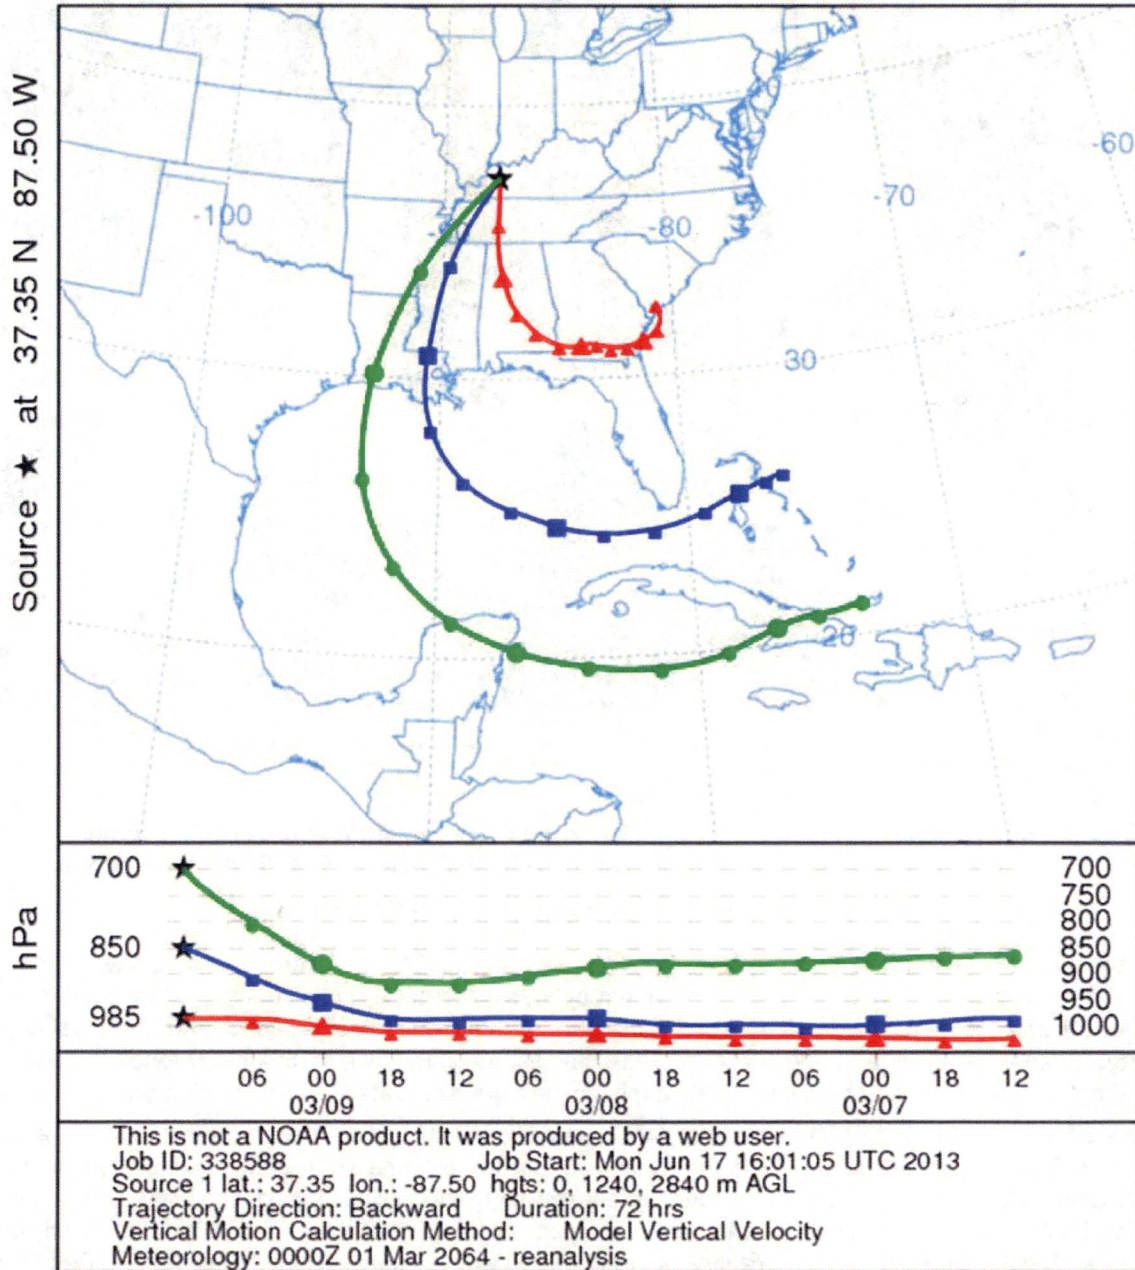 Source ★ at 37.35 N 87.50 W
-60
-70
-100
-80
30
20
hPa
700
850
985
700
750
800
850
900
950
1000
06 00 18 12 06 00 18 12 06 00 18 12
03/09 03/08 03/07
This is not a NOAA product. It was produced by a web user.
Job ID: 338588 Job Start: Mon Jun 17 16:01:05 UTC 2013
Source 1 lat.: 37.35 lon.: -87.50 hgts: 0, 1240, 2840 m AGL
Trajectory Direction: Backward Duration: 72 hrs
Vertical Motion Calculation Method: Model Vertical Velocity
Meteorology: 0000Z 01 Mar 2064 - reanalysis